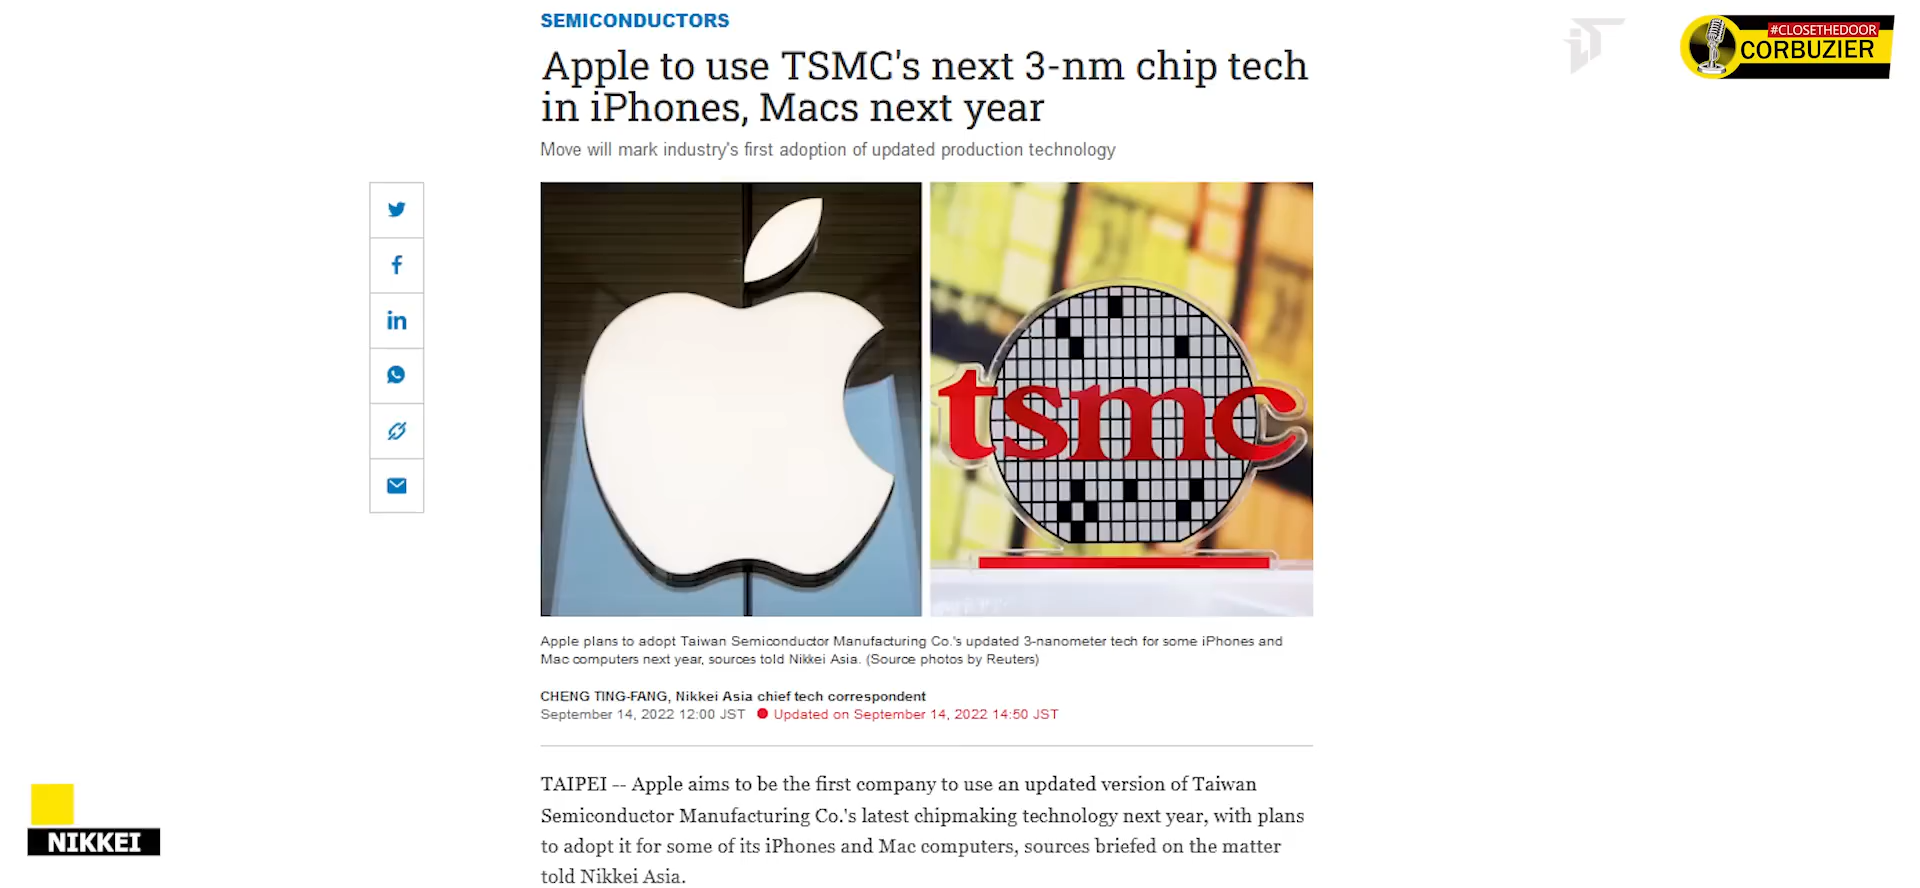 SEMICONDUCTORS
#CLOSETHEDOOR
CORBUZIER
Apple to use TSMC's next 3-nm chip tech
in iPhones, Macs next year
Move will mark industry's first adoption of updated production technology
f
in
tsmc
Apple plans to adopt Taiwan Semiconductor Manufacturing Co.'s updated 3-nanometer tech for some iPhones and
Mac computers next year, sources told Nikkei Asia. (Source photos by Reuters)
CHENG TING-FANG, Nikkei Asia chief tech correspondent
September 14, 2022 12:00 JST Updated on September 14, 2022 14:50 JST
TAIPEI -- Apple aims to be the first company to use an updated version of Taiwan
Semiconductor Manufacturing Co.'s latest chipmaking technology next year, with plans
to adopt it for some of its iPhones and Mac computers, sources briefed on the matter
told Nikkei Asia.
NIKKEI